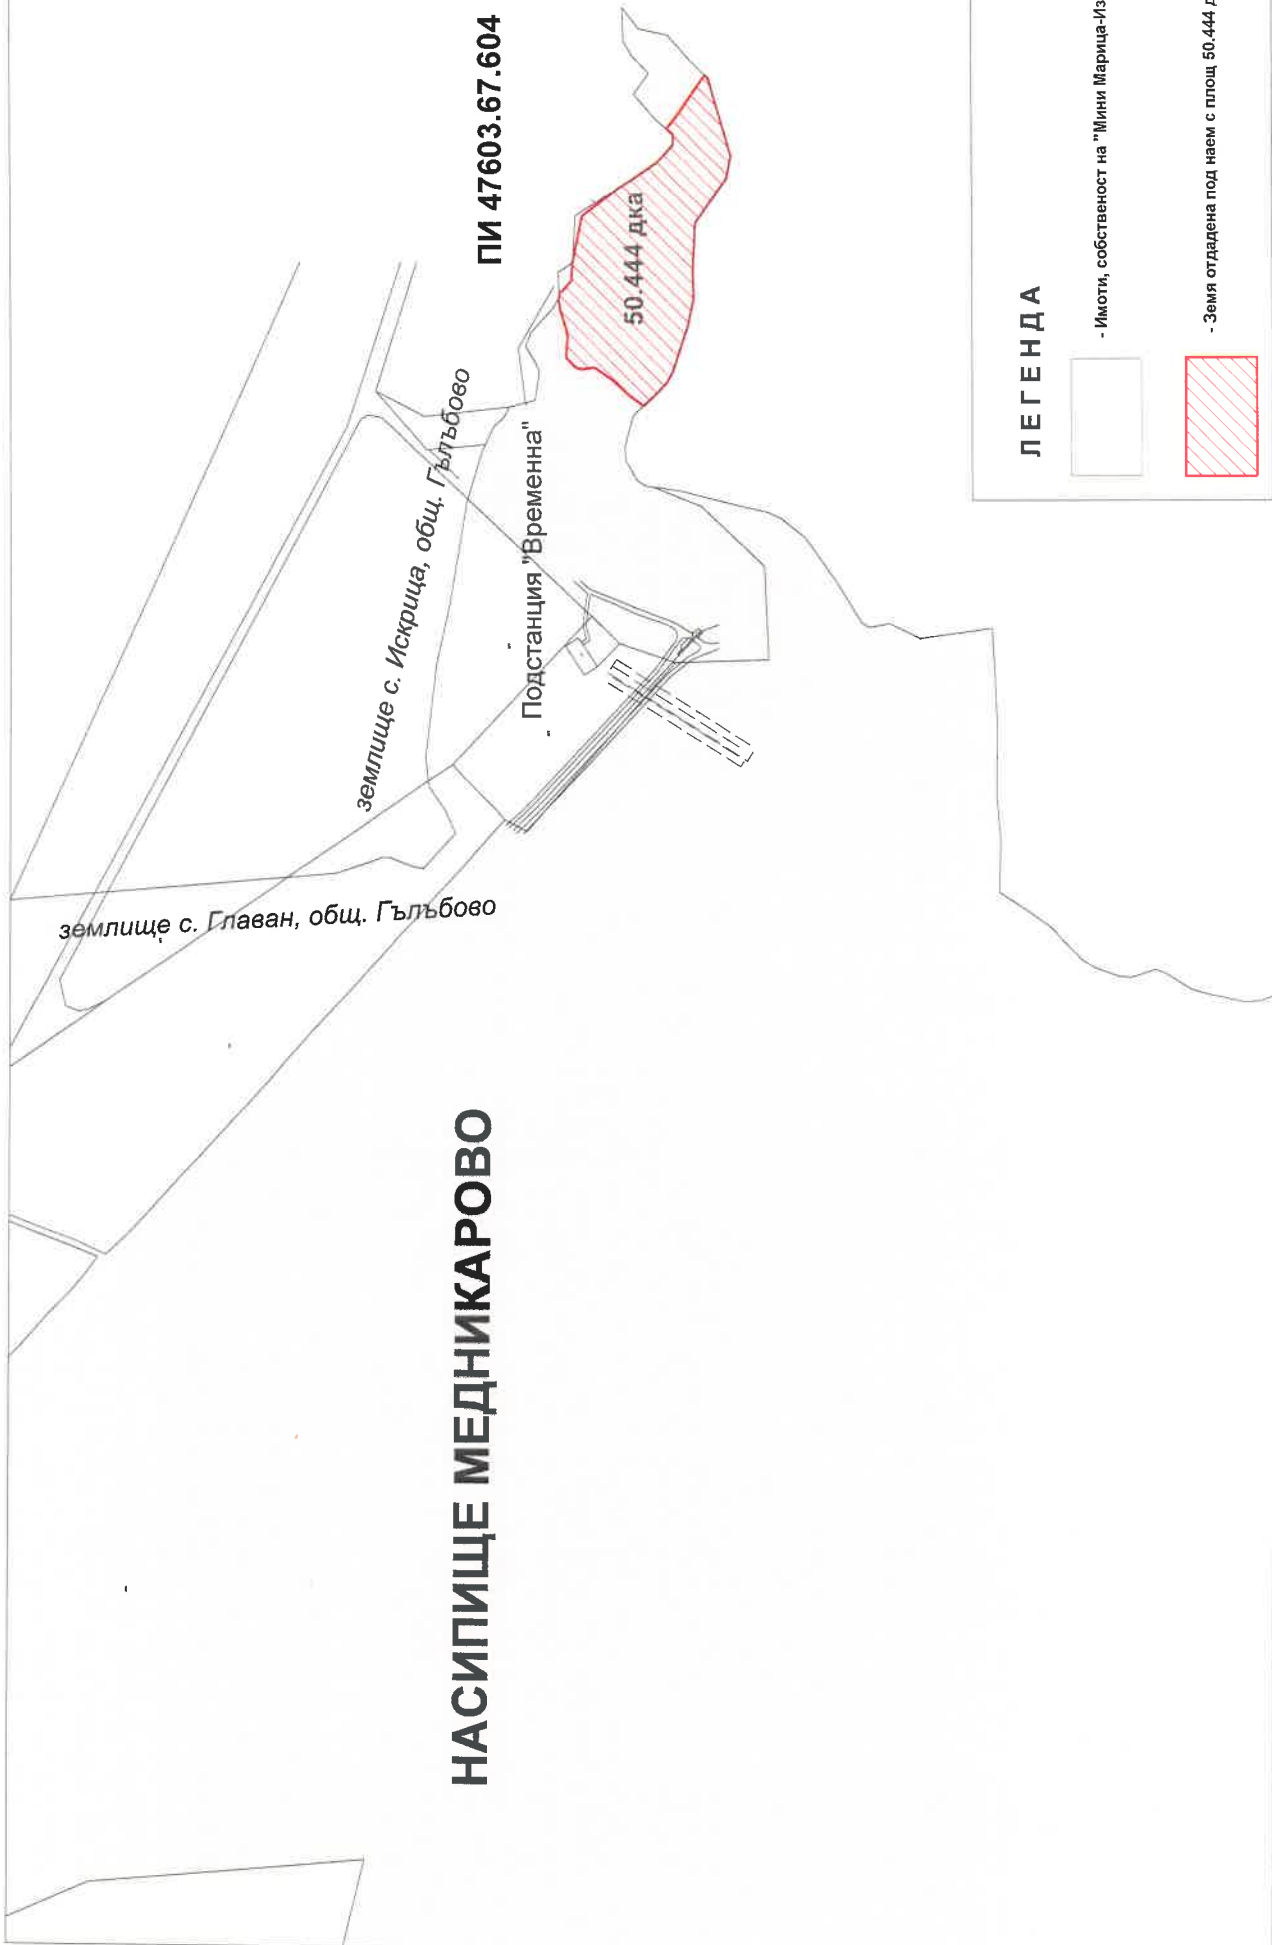 ПИ 47603.67.604
50.444 дка
землище с. Искрица, общ. Гълъбово
Подстанция "Временна"
землище с. Главан, общ. Гълъбово
НАСИПИЩЕ МЕДНИКАРОВО
ЛЕГЕНДА
- Имоти, собственост на "Мини Марица-Из
- Земя отдадена под наем с площ 50.444 д